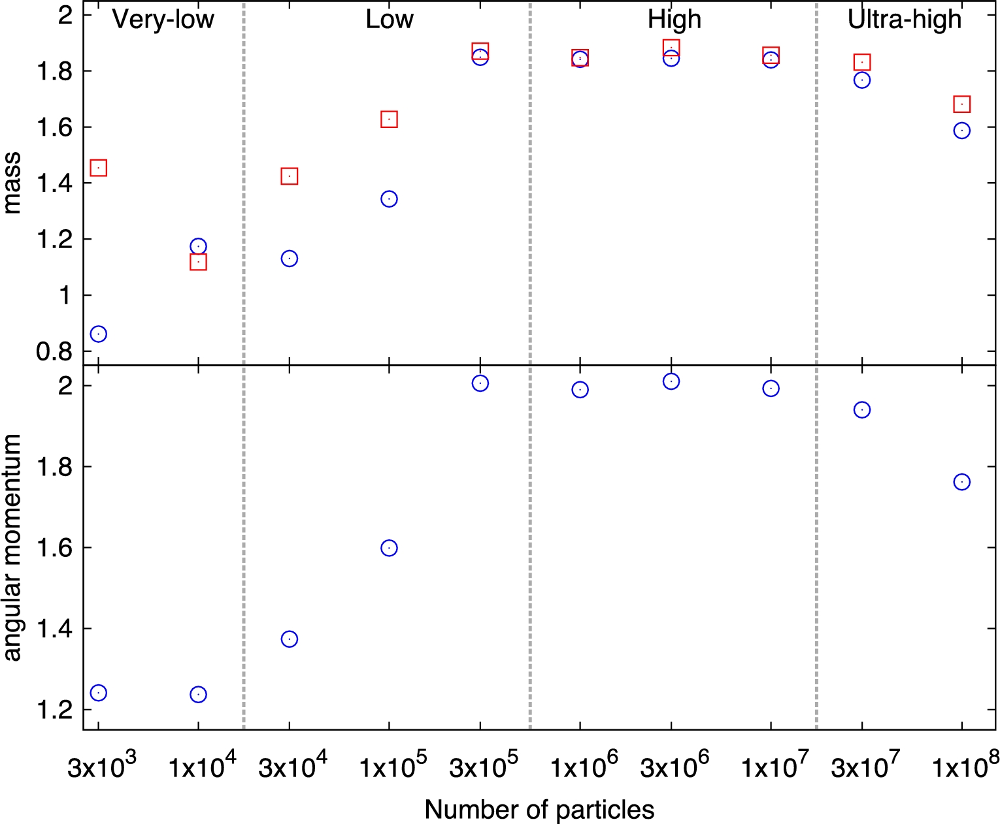 Very-low Low High Ultra-high
2
1.8
1.6
1.4
1.2
1
0.8
mass
2
1.8
1.6
1.4
1.2
angular momentum
3x10³ 1x10⁴ 3x10⁴ 1x10⁵ 3x10⁵ 1x10⁶ 3x10⁶ 1x10⁷ 3x10⁷ 1x10⁸
Number of particles